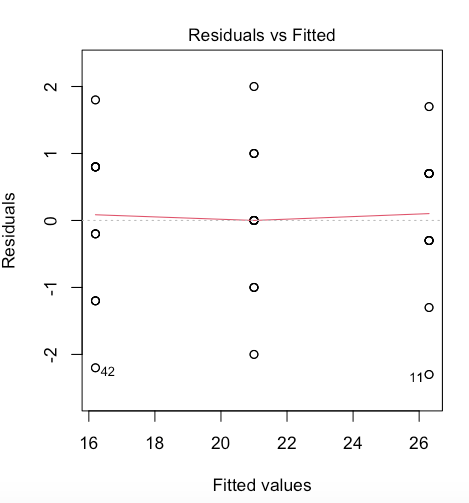 Residuals vs Fitted
Residuals
2
1
0
-1
-2
42
11
16 18 20 22 24 26
Fitted values